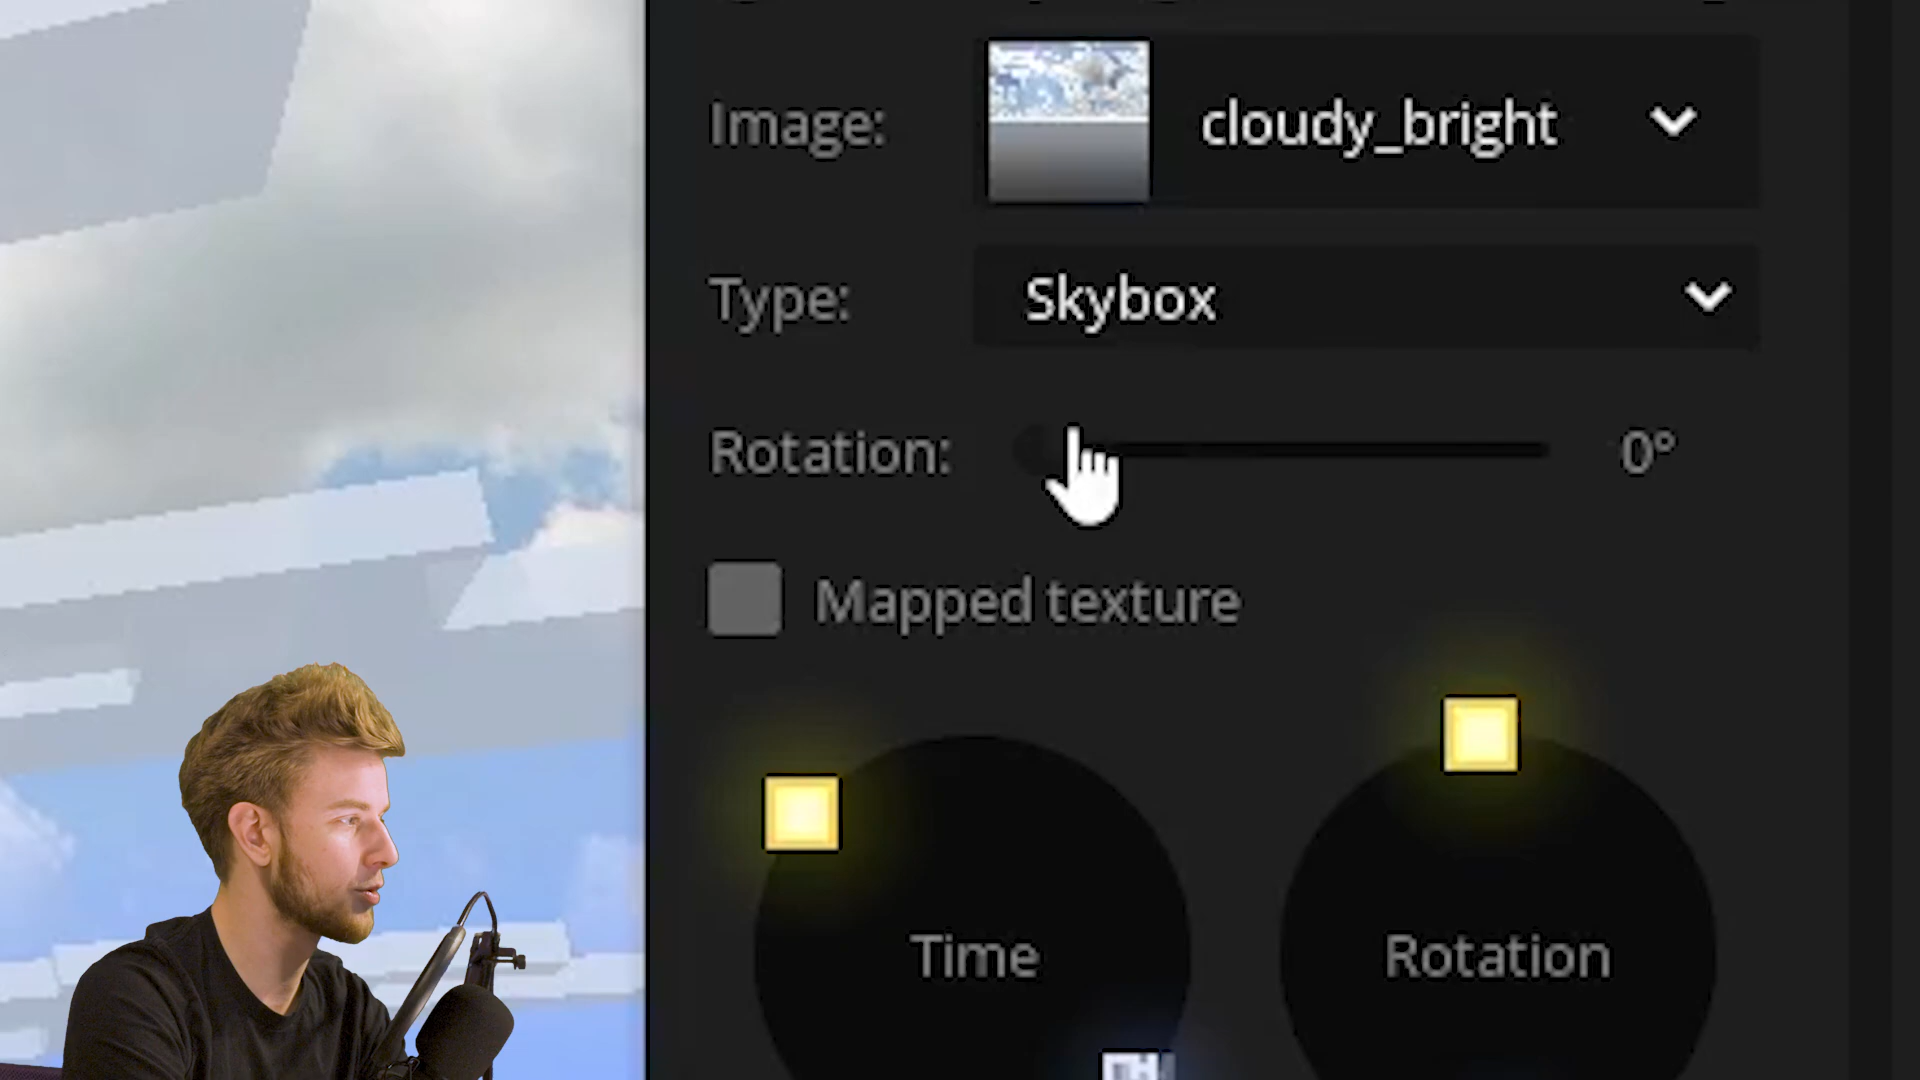 Image:
cloudy_bright
Type:
Skybox
Rotation:
0°
Mapped texture
Time
Rotation